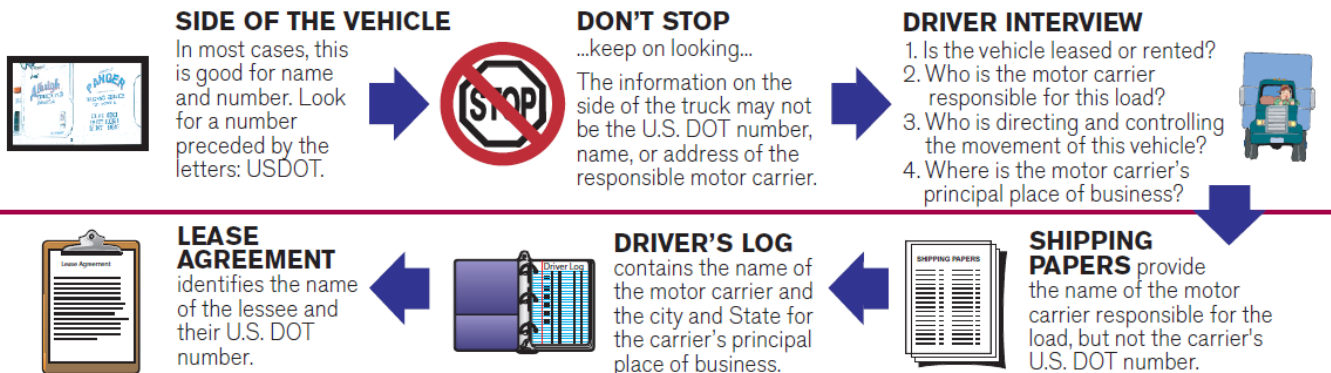 SIDE OF THE VEHICLE
In most cases, this
is good for name
and number. Look
for a number
preceded by the
letters: USDOT.
STOP
DON'T STOP
...keep on looking...
The information on the
side of the truck may not
be the U.S. DOT number,
name, or address of the
responsible motor carrier.
DRIVER INTERVIEW
1. Is the vehicle leased or rented?
2. Who is the motor carrier
responsible for this load?
3. Who is directing and controlling
the movement of this vehicle?
4. Where is the motor carrier's
principal place of business?
SHIPPING PAPERS
SHIPPING
PAPERS provide
the name of the motor
carrier responsible for the
load, but not the carrier's
U.S. DOT number.
Driver Log
DRIVER'S LOG
contains the name of
the motor carrier and
the city and State for
the carrier's principal
place of business.
Lease Agreement
LEASE
AGREEMENT
identifies the name
of the lessee and
their U.S. DOT
number.